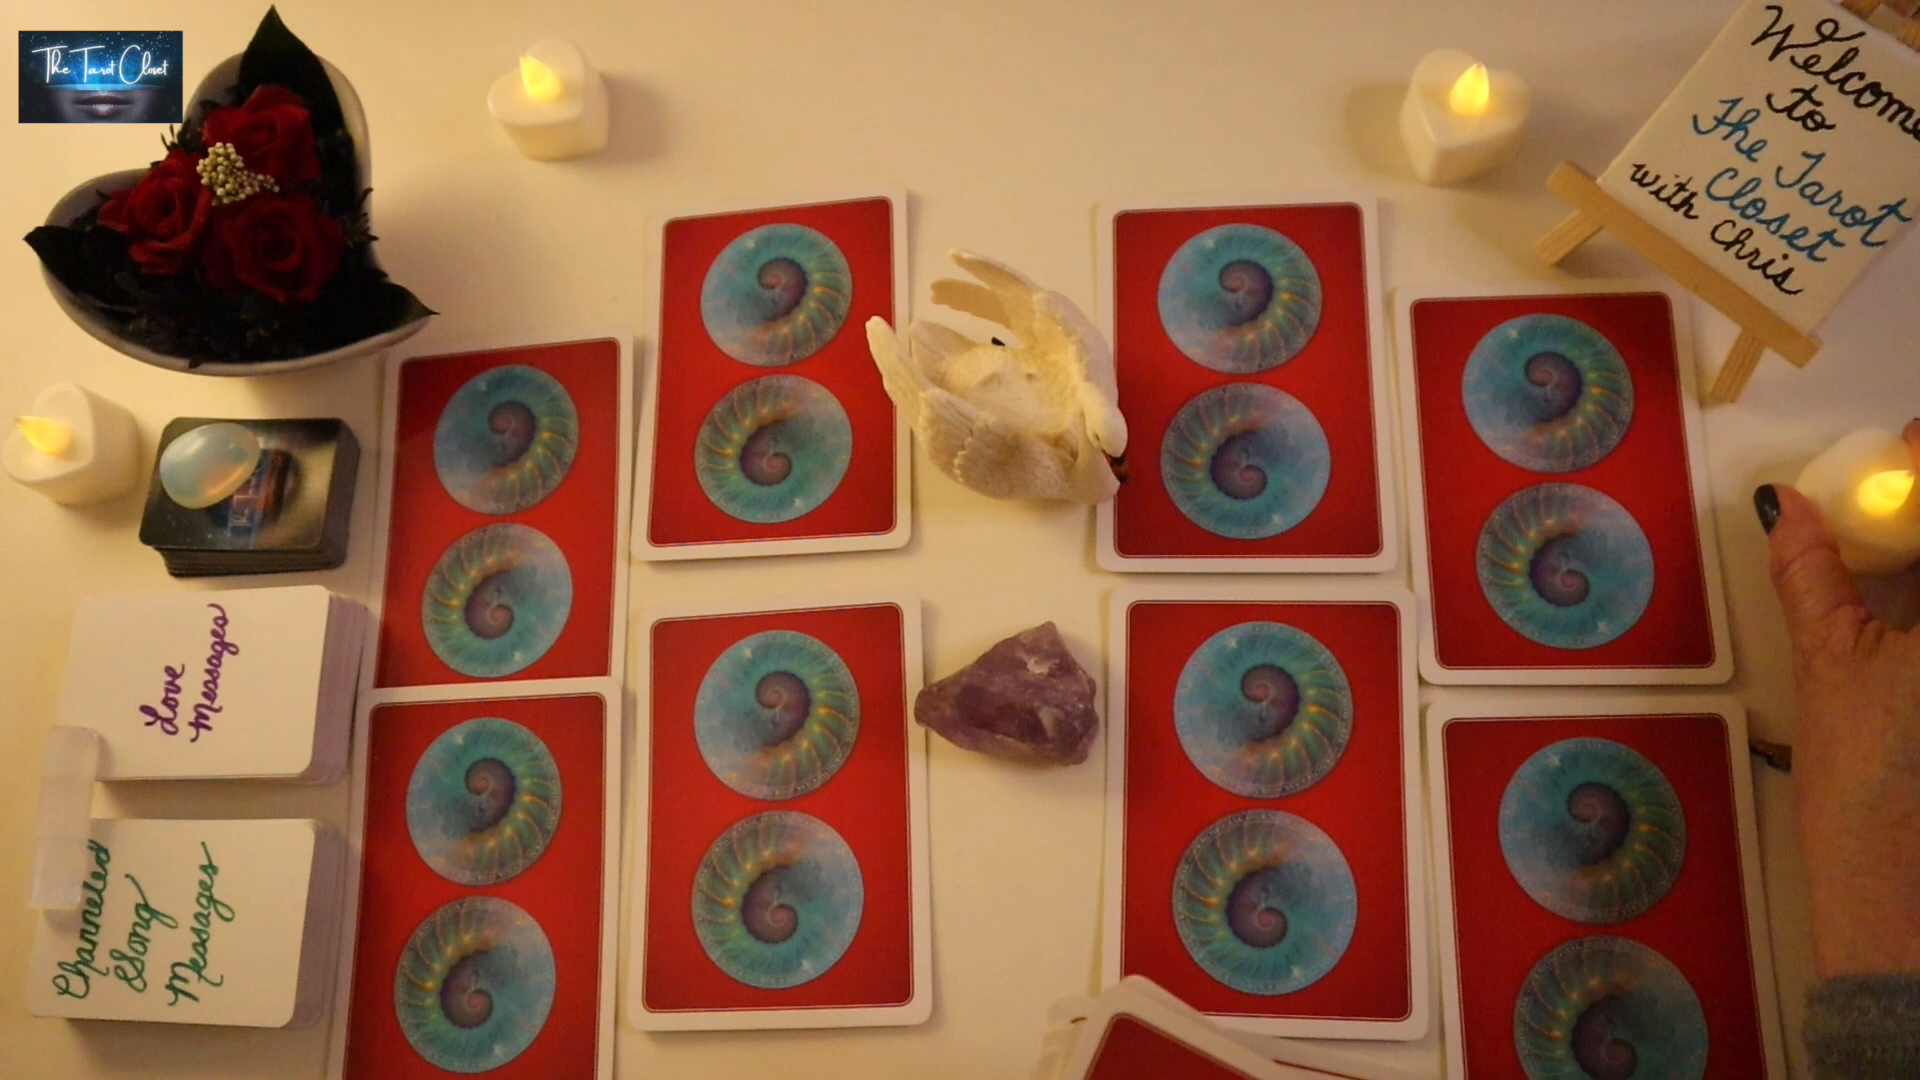 The Tarot Closet
Welcome
to
The Tarot
Closet
with Chris
Love
Messages
Channeled
Song
Messages